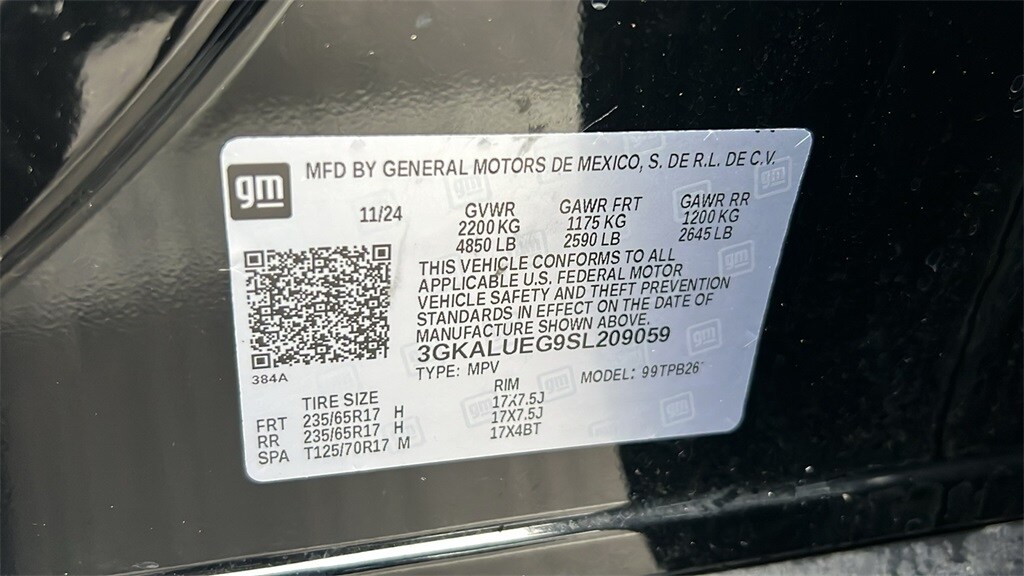 gm
MFD BY GENERAL MOTORS DE MEXICO, S. DE R.L. DE C.V.
11/24 GVWR GAWR FRT GAWR RR
2200 KG 1175 KG 1200 KG
4850 LB 2590 LB 2645 LB
THIS VEHICLE CONFORMS TO ALL
APPLICABLE U.S. FEDERAL MOTOR
VEHICLE SAFETY AND THEFT PREVENTION
STANDARDS IN EFFECT ON THE DATE OF
MANUFACTURE SHOWN ABOVE.
3GKALUEG9SL209059
384A
TYPE: MPV MODEL:
TIRE SIZE RIM
FRT 235/65R17 H 17X7.5J
RR 235/65R17 H 17X7.5J
SPA T125/70R17 M 17X4BT